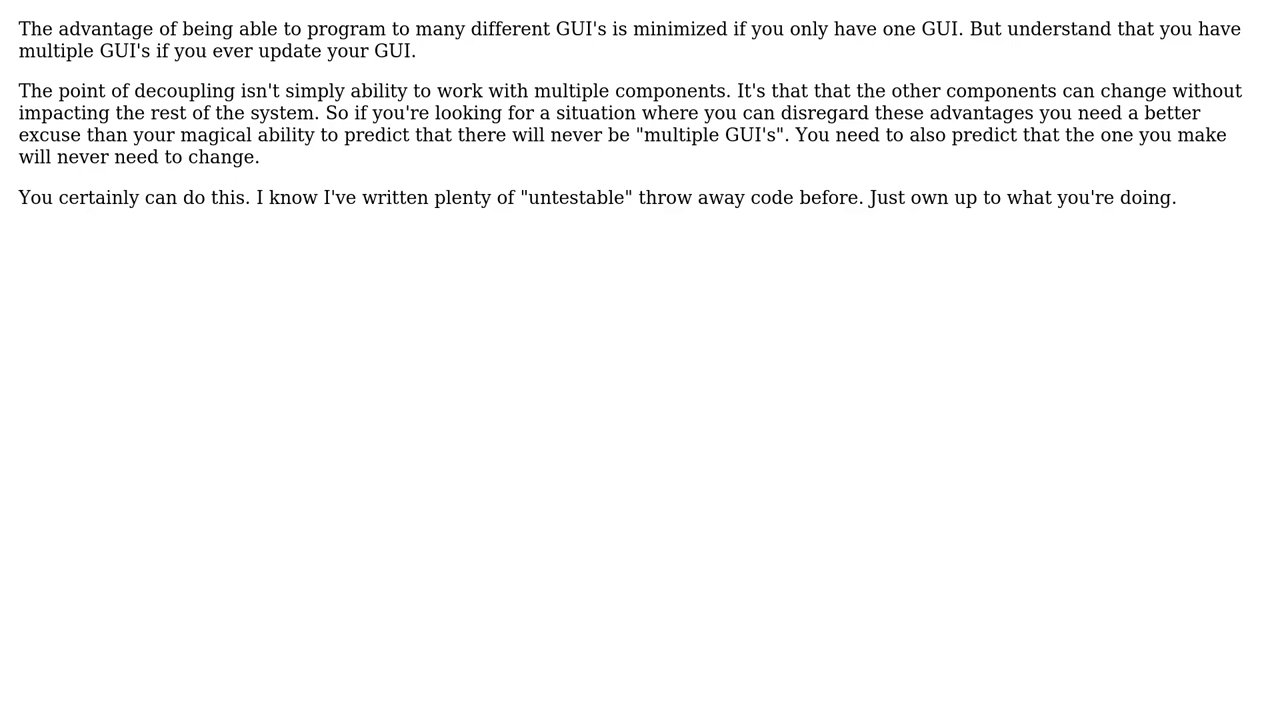 The advantage of being able to program to many different GUI's is minimized if you only have one GUI. But understand that you have
multiple GUI's if you ever update your GUI.
The point of decoupling isn't simply ability to work with multiple components. It's that that the other components can change without
impacting the rest of the system. So if you're looking for a situation where you can disregard these advantages you need a better
excuse than your magical ability to predict that there will never be "multiple GUI's". You need to also predict that the one you make
will never need to change.
You certainly can do this. I know I've written plenty of "untestable" throw away code before. Just own up to what you're doing.